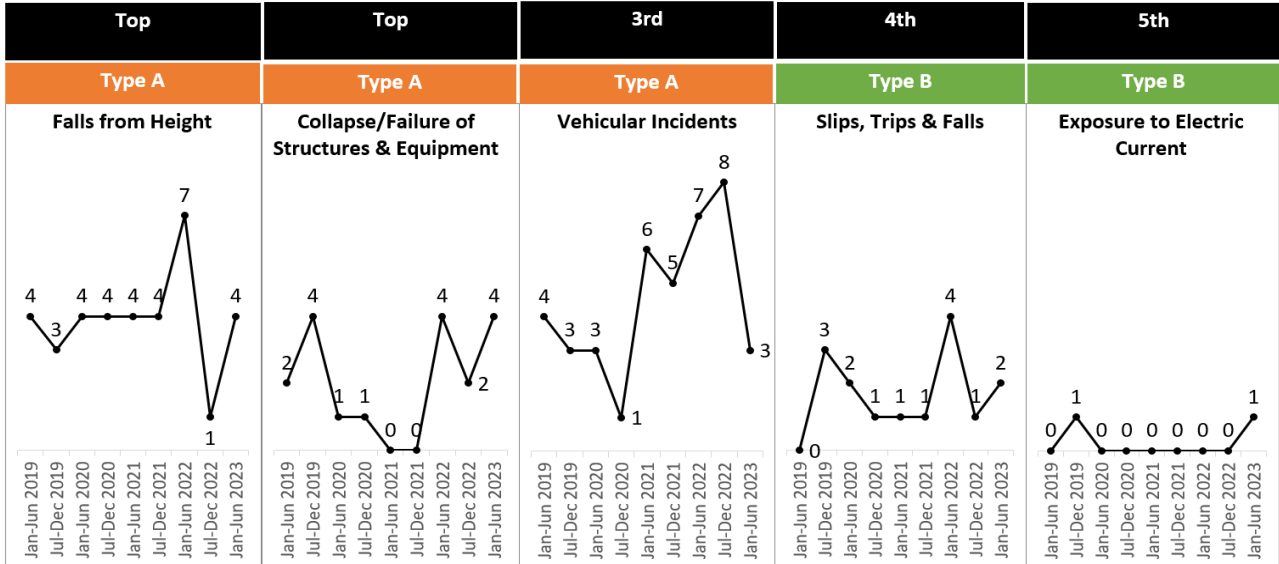 Top
Top
3rd
4th
5th
Type A
Type A
Type A
Type B
Type B
Falls from Height
4
3
4
4
4
4
7
1
4
Jan-Jun 2019
Jul-Dec 2019
Jan-Jun 2020
Jul-Dec 2020
Jan-Jun 2021
Jul-Dec 2021
Jan-Jun 2022
Jul-Dec 2022
Jan-Jun 2023
Collapse/Failure of
Structures & Equipment
2
4
1
1
0
0
4
2
4
Jan-Jun 2019
Jul-Dec 2019
Jan-Jun 2020
Jul-Dec 2020
Jan-Jun 2021
Jul-Dec 2021
Jan-Jun 2022
Jul-Dec 2022
Jan-Jun 2023
Vehicular Incidents
4
3
3
1
6
5
7
8
3
Jan-Jun 2019
Jul-Dec 2019
Jan-Jun 2020
Jul-Dec 2020
Jan-Jun 2021
Jul-Dec 2021
Jan-Jun 2022
Jul-Dec 2022
Jan-Jun 2023
Slips, Trips & Falls
0
3
2
1
1
1
4
1
2
Jan-Jun 2019
Jul-Dec 2019
Jan-Jun 2020
Jul-Dec 2020
Jan-Jun 2021
Jul-Dec 2021
Jan-Jun 2022
Jul-Dec 2022
Jan-Jun 2023
Exposure to Electric
Current
0
1
0
0
0
0
0
0
1
Jan-Jun 2019
Jul-Dec 2019
Jan-Jun 2020
Jul-Dec 2020
Jan-Jun 2021
Jul-Dec 2021
Jan-Jun 2022
Jul-Dec 2022
Jan-Jun 2023